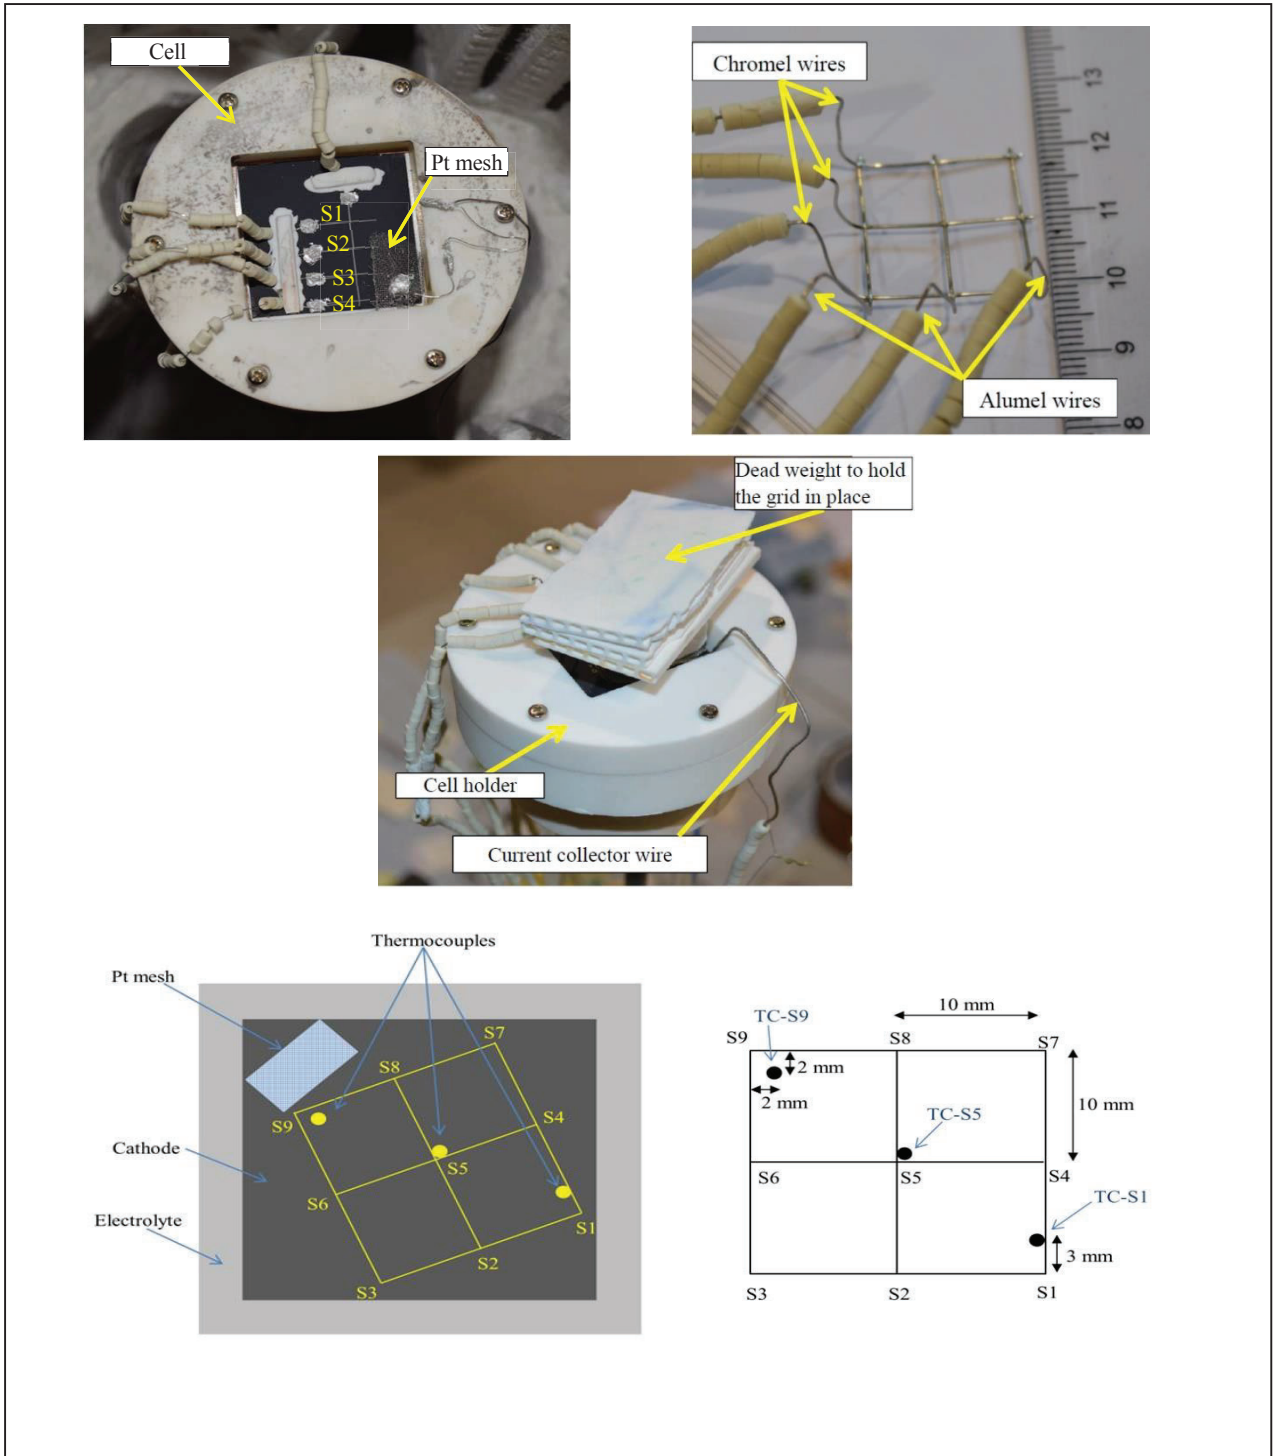 Cell
Pt mesh
S1
S2
S3
S4
Chromel wires
Alumel wires
13
12
11
10
9
8
Dead weight to hold
the grid in place
Cell holder
Current collector wire
Thermocouples
Pt mesh
Cathode
Electrolyte
S7
S8
S9
S4
S5
S6
S1
S2
S3
10 mm
TC-S9
S9
S8
S7
2 mm
2 mm
10 mm
TC-S5
S6
S5
S4
TC-S1
3 mm
S3
S2
S1